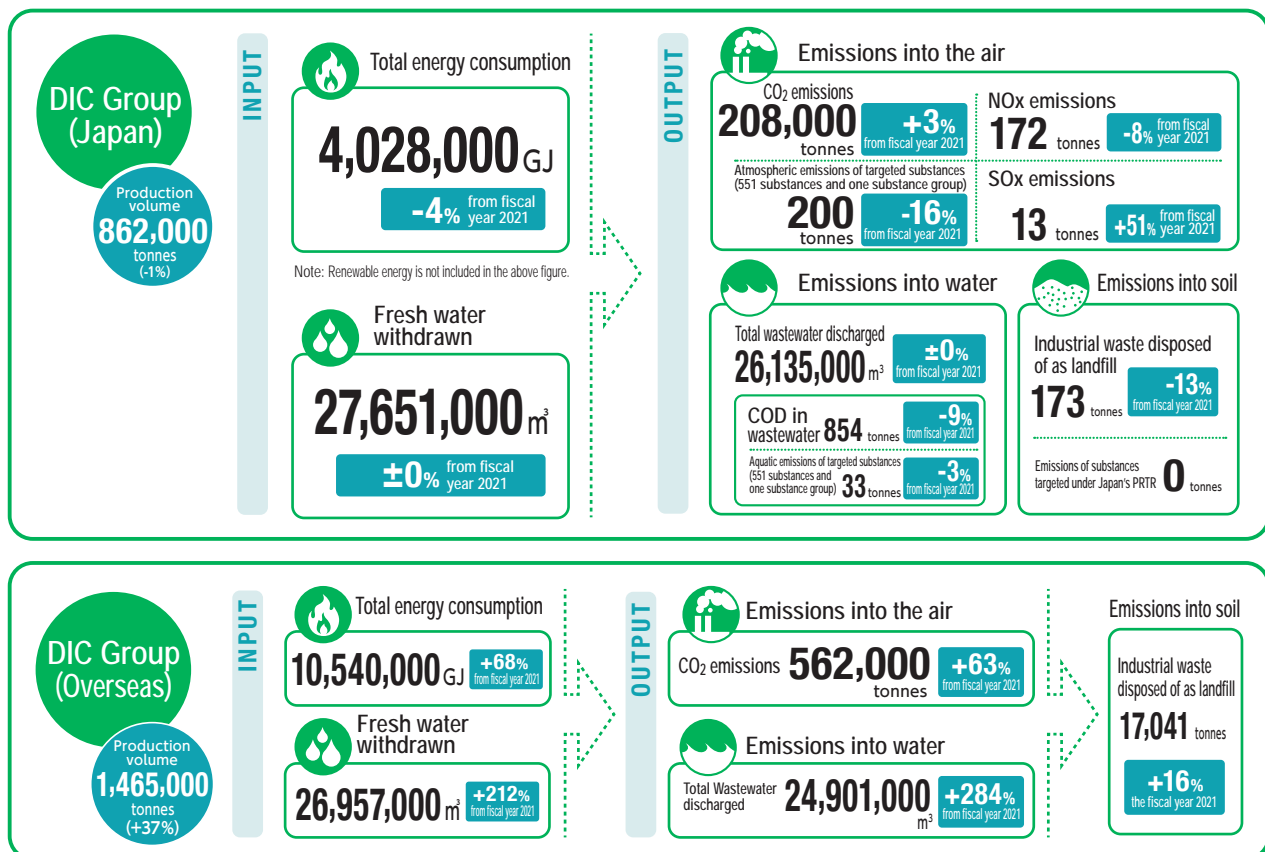 DIC Group
(Japan)
Production
volume
862,000
tonnes
(-1%)
INPUT
Total energy consumption
4,028,000 GJ
-4% from fiscal
year 2021
Note: Renewable energy is not included in the above figure.
Fresh water
withdrawn
27,651,000 m³
±0% from fiscal
year 2021
OUTPUT
Emissions into the air
CO₂ emissions
208,000
tonnes
+3%
from fiscal year 2021
NOx emissions
172 tonnes
-8% from fiscal
year 2021
Atmospheric emissions of targeted substances
(551 substances and one substance group)
200
tonnes
-16%
from fiscal year 2021
SOx emissions
13 tonnes
+51% from fiscal
year 2021
Emissions into water
Total wastewater discharged
26,135,000 m³
±0%
from fiscal year 2021
COD in
wastewater 854 tonnes
-9%
from fiscal year 2021
Aquatic emissions of targeted substances
(551 substances and
one substance group) 33 tonnes
-3%
from fiscal year 2021
Emissions into soil
Industrial waste disposed
of as landfill
173 tonnes
-13%
from fiscal year 2021
Emissions of substances
targeted under Japan's PRTR 0 tonnes
DIC Group
(Overseas)
Production
volume
1,465,000
tonnes
(+37%)
INPUT
Total energy consumption
10,540,000 GJ
+68%
from fiscal year 2021
Fresh water
withdrawn
26,957,000 m³
+212%
from fiscal year 2021
OUTPUT
Emissions into the air
CO₂ emissions 562,000
tonnes
+63%
from fiscal year 2021
Emissions into water
Total Wastewater
discharged 24,901,000
m³
+284%
from fiscal year 2021
Emissions into soil
Industrial waste
disposed of as landfill
17,041 tonnes
+16%
the fiscal year 2021